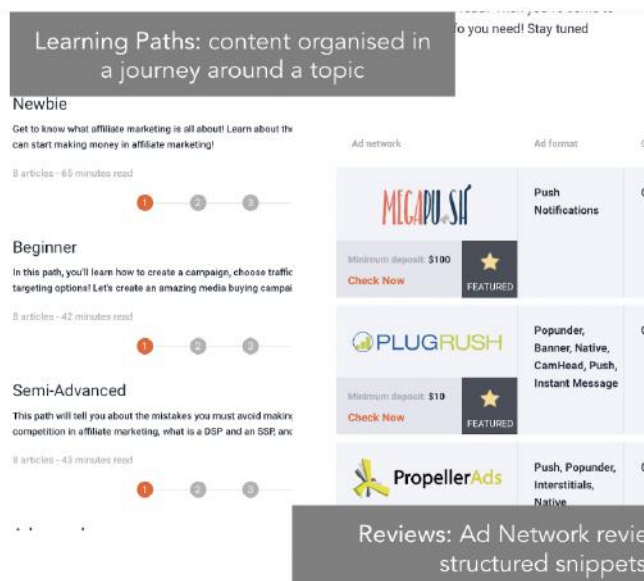 Learning Paths: content organised in
a journey around a topic
fo you need! Stay tuned
Newbie
Get to know what affiliate marketing is all about! Learn about the
can start making money in affiliate marketing!
8 articles - 65 minutes read
1 2 3
Beginner
In this path, you'll learn how to create a campaign, choose traffic
targeting options! Let's create an amazing media buying campai
8 articles - 42 minutes read
1 2 3
Semi-Advanced
This path will tell you about the mistakes you must avoid making
competition in affiliate marketing, what is a DSP and an SSP, and
8 articles - 43 minutes read
1 2 3
Ad network
Ad format
MEGAPU.SH
Push
Notifications
Minimum deposit: $100
Check Now
FEATURED
PLUGRUSH
Popunder,
Banner, Native,
CamHead, Push,
Instant Message
Minimum deposit: $10
Check Now
FEATURED
PropellerAds
Push, Popunder,
Interstitials,
Native
Reviews: Ad Network revie
structured snippets